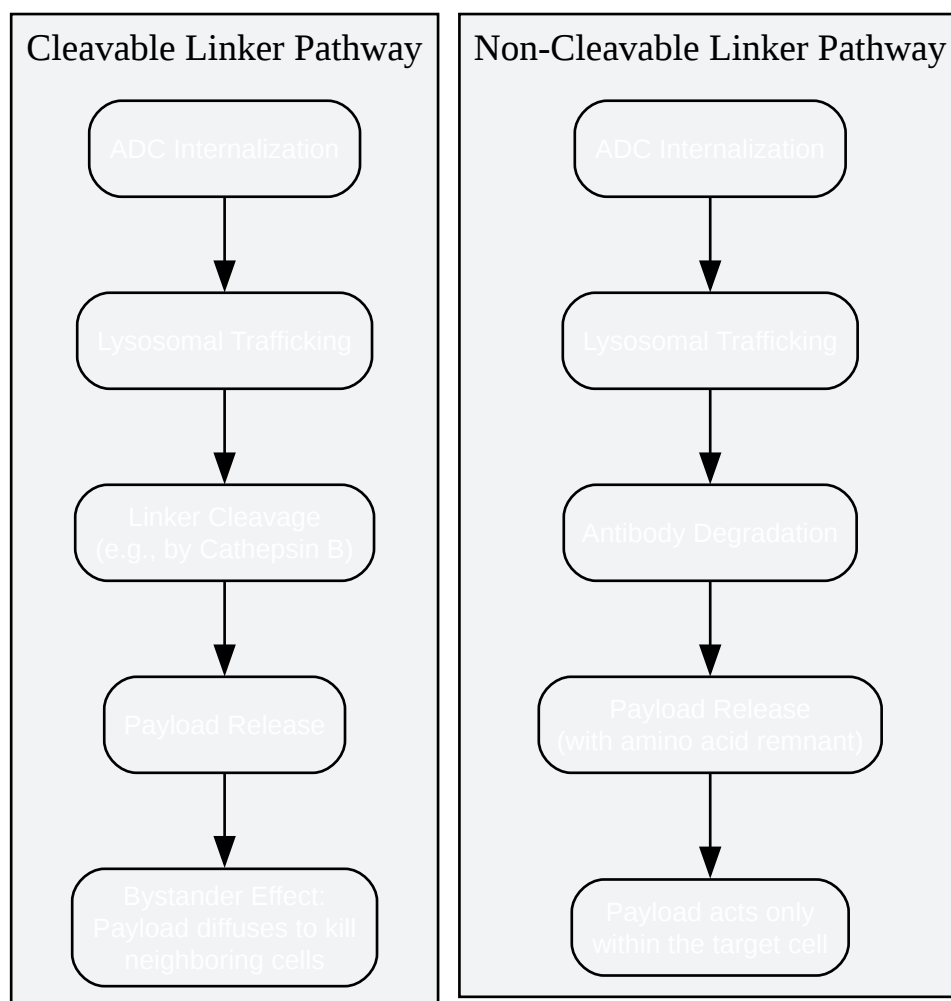 Cleavable Linker Pathway
ADC Internalization
Lysosomal Trafficking
Linker Cleavage
(e.g., by Cathepsin B)
Payload Release
Bystander Effect:
Payload diffuses to kill
neighboring cells
Non-Cleavable Linker Pathway
ADC Internalization
Lysosomal Trafficking
Antibody Degradation
Payload Release
(with amino acid remnant)
Payload acts only
within the target cell